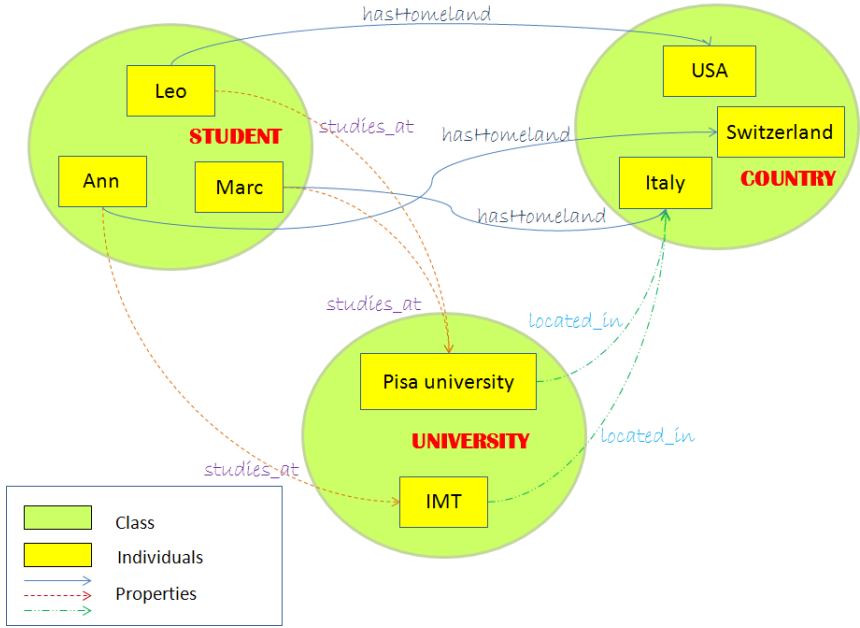 hasHomeland
Leo
USA
studies_at
STUDENT
hasHomeland
Switzerland
Ann
Marc
Italy
COUNTRY
hasHomeland
studies_at
located_in
Pisa university
UNIVERSITY
located_in
studies_at
IMT
Class
Individuals
Properties